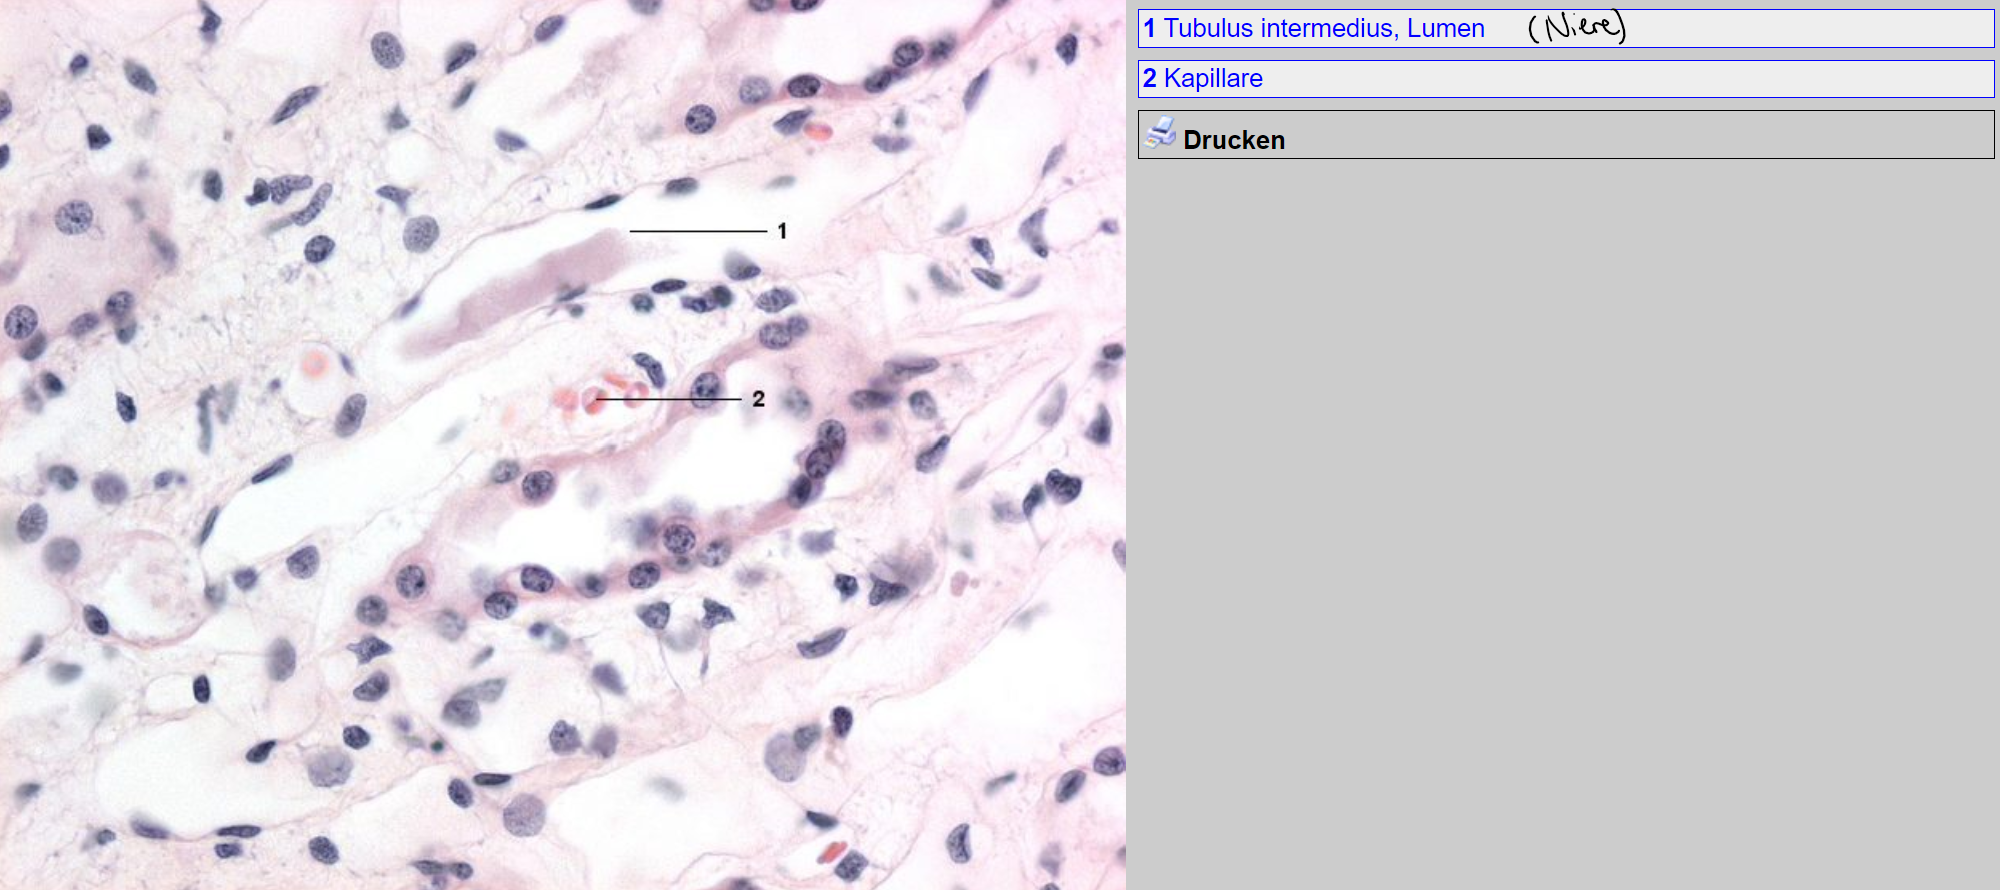 1 Tubulus intermedius, Lumen (Niere)
2 Kapillare
Drucken
1
2